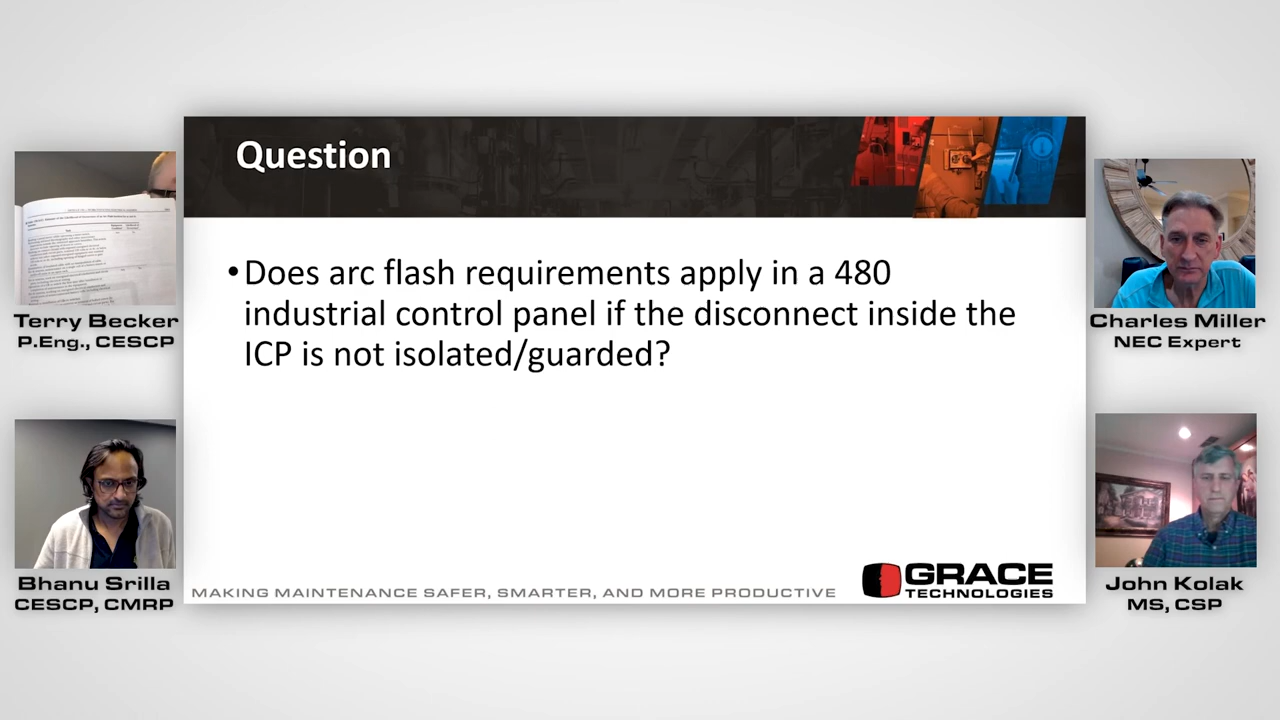 Question
•Does arc flash requirements apply in a 480
industrial control panel if the disconnect inside the
ICP is not isolated/guarded?
MAKING MAINTENANCE SAFER, SMARTER, AND MORE PRODUCTIVE
GRACE
TECHNOLOGIES
Terry Becker
P.Eng., CESCP
Bhanu Srilla
CESCP, CMRP
Charles Miller
NEC Expert
John Kolak
MS, CSP